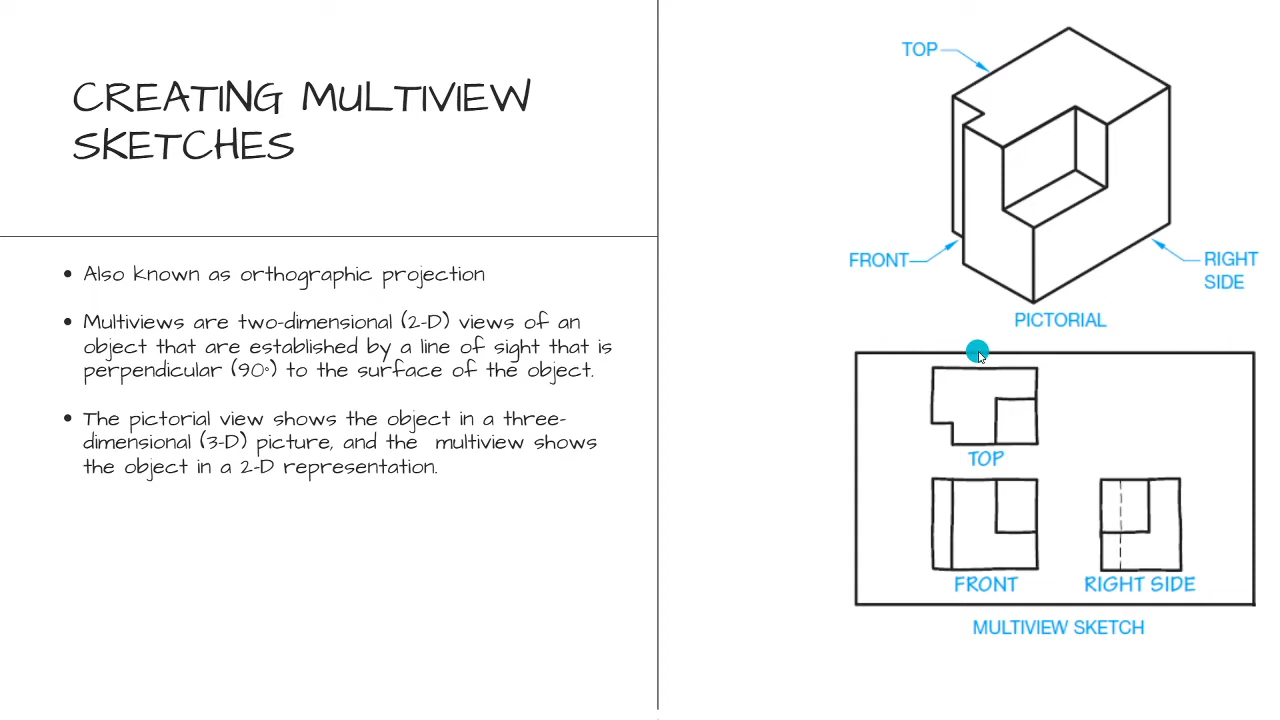 CREATING MULTIVIEW
SKETCHES
• Also known as orthographic projection
• Multiviews are two-dimensional (2-D) views of an
object that are established by a line of sight that is
perpendicular (90°) to the surface of the object.
• The pictorial view shows the object in a three-
dimensional (3-D) picture, and the multiview shows
the object in a 2-D representation.
TOP
FRONT
RIGHT
SIDE
PICTORIAL
TOP
FRONT
RIGHT SIDE
MULTIVIEW SKETCH